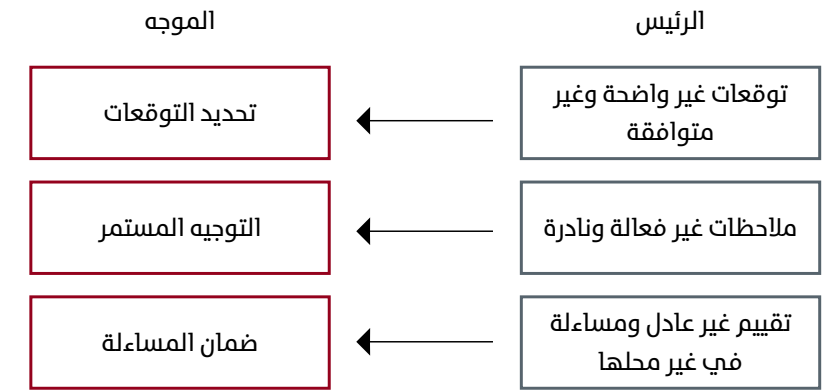 الرئيس
الموجه
توقعات غير واضحة وغير
متوافقة
تحديد التوقعات
ملاحظات غير فعالة ونادرة
التوجيه المستمر
تقييم غير عادل ومساءلة
في غير محلها
ضمان المساءلة